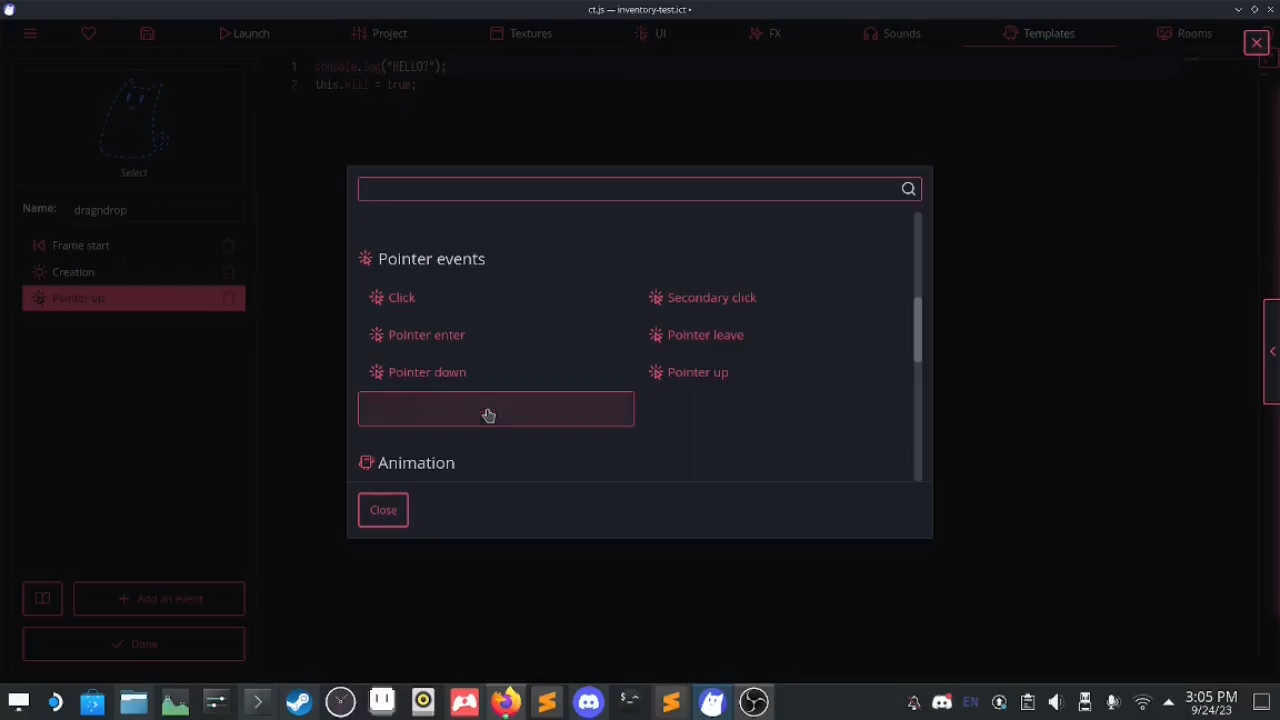 ct.js — inventory-test.ict •
Launch
Project
Textures
UI
FX
Sounds
Templates
Rooms
1 console.log("HELLO?");
2 this.kill = true;
Select
Name: dragndrop
Frame start
Creation
Pointer up
Pointer events
Click
Secondary click
Pointer enter
Pointer leave
Pointer down
Pointer up
Animation
Close
+ Add an event
Done
EN
3:05 PM
9/24/23